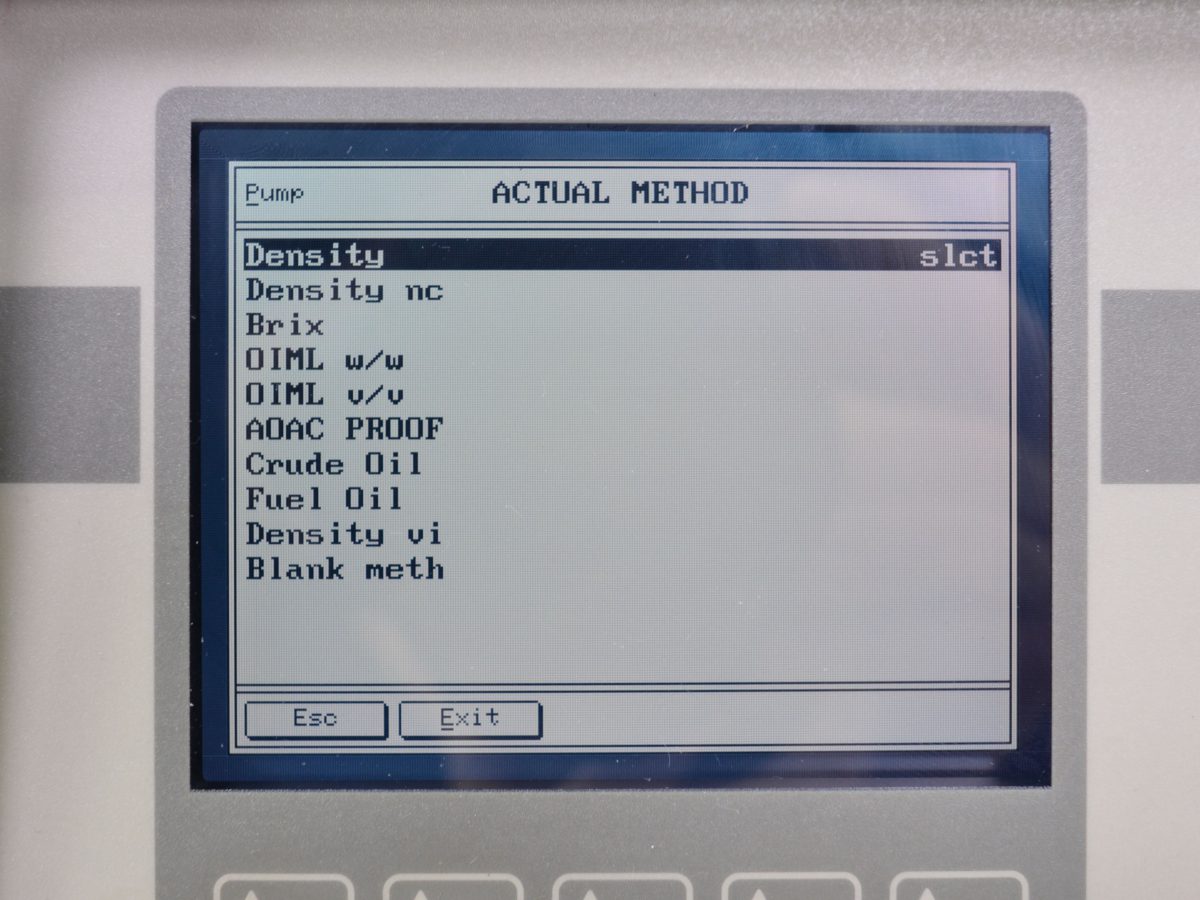 Pump ACTUAL METHOD
Density slct
Density nc
Brix
OIML w/w
OIML v/v
AOAC PROOF
Crude Oil
Fuel Oil
Density vi
Blank meth
Esc Exit